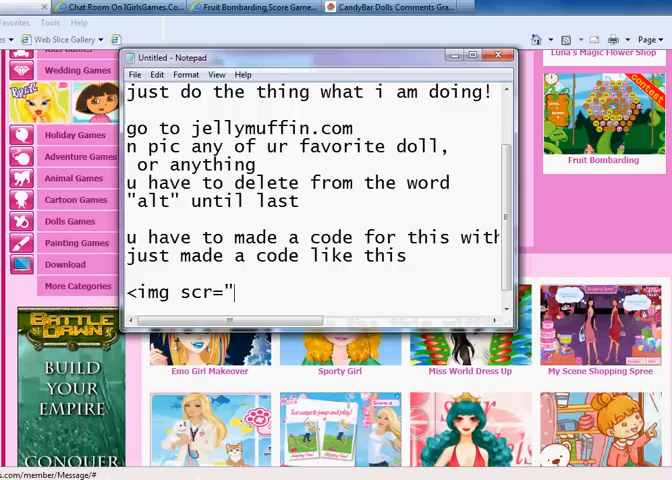 Chat Room On IGirlsGames.Co...
Fruit Bombarding,Score Game...
CandyBar Dolls Comments Gra...
Favorites Tools Help
Web Slice Gallery
Page
Untitled - Notepad
File Edit Format View Help
just do the thing what i am doing!
go to jellymuffin.com
n pic any of ur favorite doll,
or anything
u have to delete from the word
"alt" until last
u have to made a code for this with
just made a code like this
<img scr="
Wedding Games
Holiday Games
Adventure Games
Animal Games
Cartoon Games
Dolls Games
Painting Games
Download
More Categories
BATTLE
DAWN
BUILD
YOUR
EMPIRE
CONQUER
Luna's Magic Flower Shop
contest
Fruit Bombarding
Emo Girl Makeover
Sporty Girl
Miss World Dress Up
My Scene Shopping Spree
s.com/member/Message/#